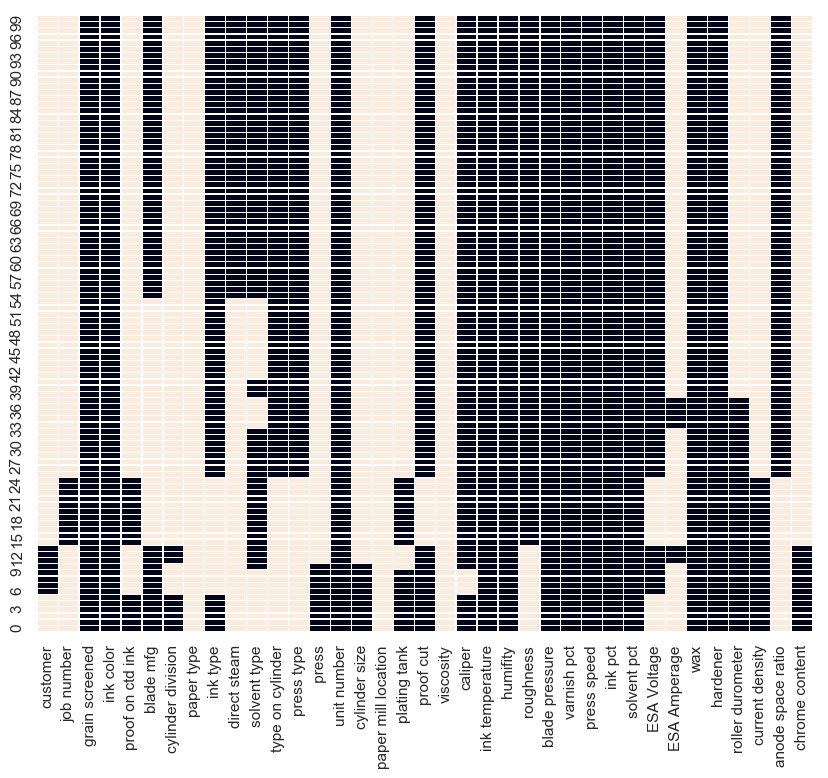 99
96
93
90
87
84
81
78
75
72
69
66
63
60
57
54
51
48
45
42
39
36
33
30
27
24
21
18
15
12
9
6
3
0
customer
job number
grain screened
ink color
proof on ctd ink
blade mfg
cylinder division
paper type
ink type
direct steam
solvent type
type on cylinder
press type
press
unit number
cylinder size
paper mill location
plating tank
proof cut
viscosity
caliper
ink temperature
humifity
roughness
blade pressure
varnish pct
press speed
ink pct
solvent pct
ESA Voltage
ESA Amperage
wax
hardener
roller durometer
current density
anode space ratio
chrome content